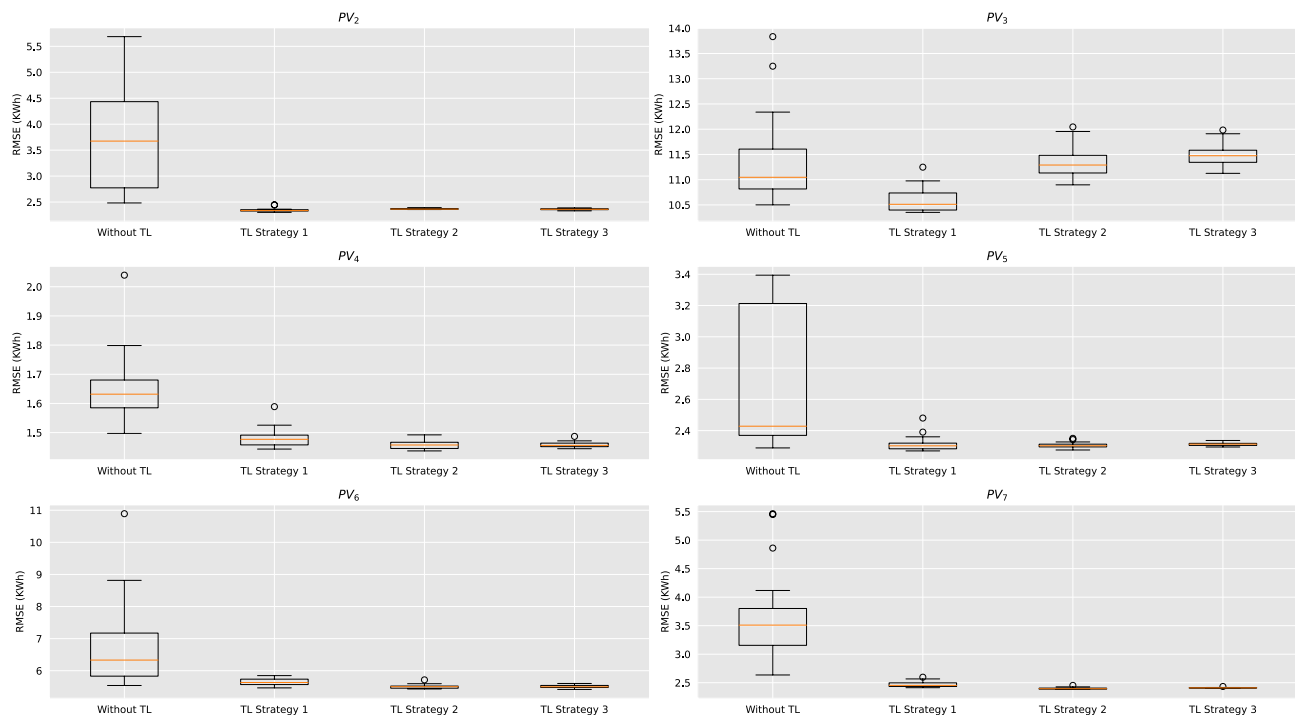 PV₂
RMSE (KWh)
5.5
5.0
4.5
4.0
3.5
3.0
2.5
Without TL TL Strategy 1 TL Strategy 2 TL Strategy 3
PV₃
RMSE (KWh)
14.0
13.5
13.0
12.5
12.0
11.5
11.0
10.5
Without TL TL Strategy 1 TL Strategy 2 TL Strategy 3
PV₄
RMSE (KWh)
2.0
1.9
1.8
1.7
1.6
1.5
Without TL TL Strategy 1 TL Strategy 2 TL Strategy 3
PV₅
RMSE (KWh)
3.4
3.2
3.0
2.8
2.6
2.4
Without TL TL Strategy 1 TL Strategy 2 TL Strategy 3
PV₆
RMSE (KWh)
11
10
9
8
7
6
Without TL TL Strategy 1 TL Strategy 2 TL Strategy 3
PV₇
RMSE (KWh)
5.5
5.0
4.5
4.0
3.5
3.0
2.5
Without TL TL Strategy 1 TL Strategy 2 TL Strategy 3